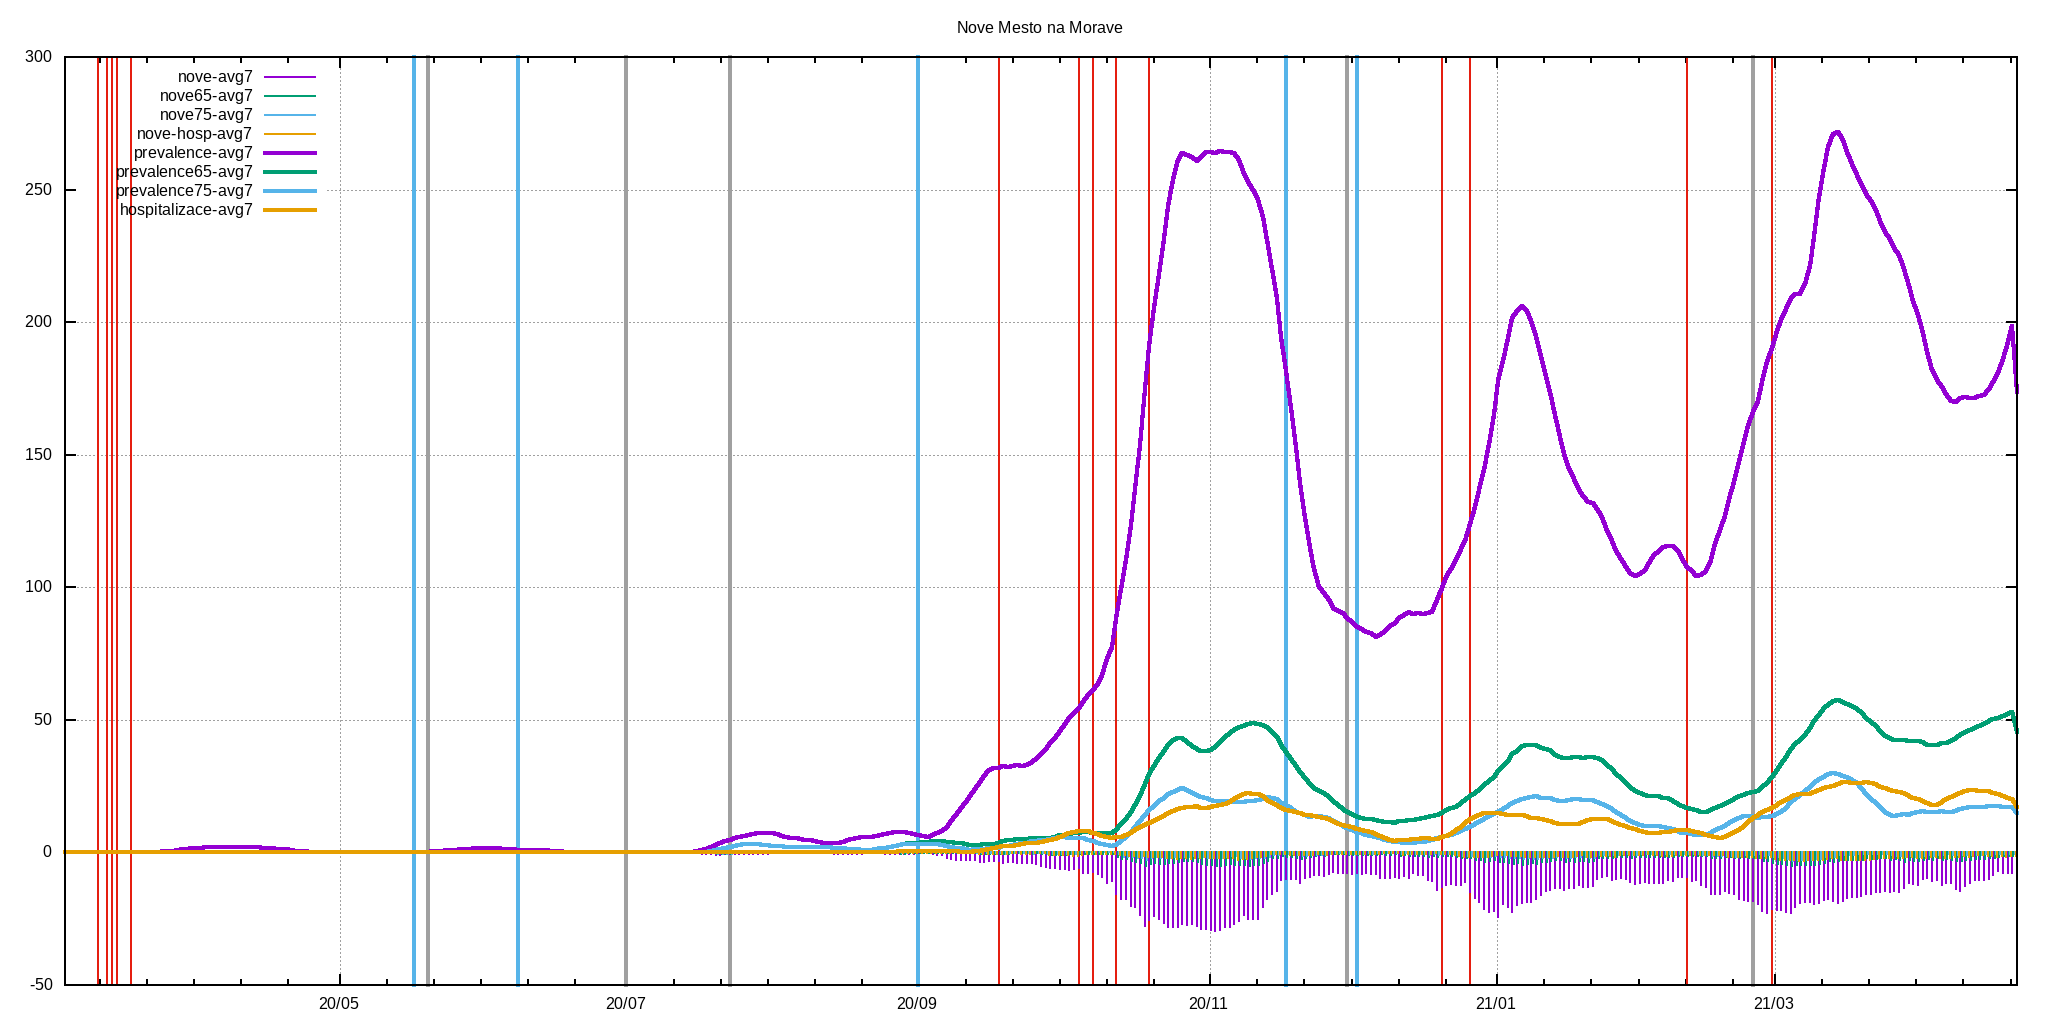 Nove Mesto na Morave
300
250
200
150
100
50
0
-50
nove-avg7
nove65-avg7
nove75-avg7
nove-hosp-avg7
prevalence-avg7
prevalence65-avg7
prevalence75-avg7
hospitalizace-avg7
20/05 20/07 20/09 20/11 21/01 21/03